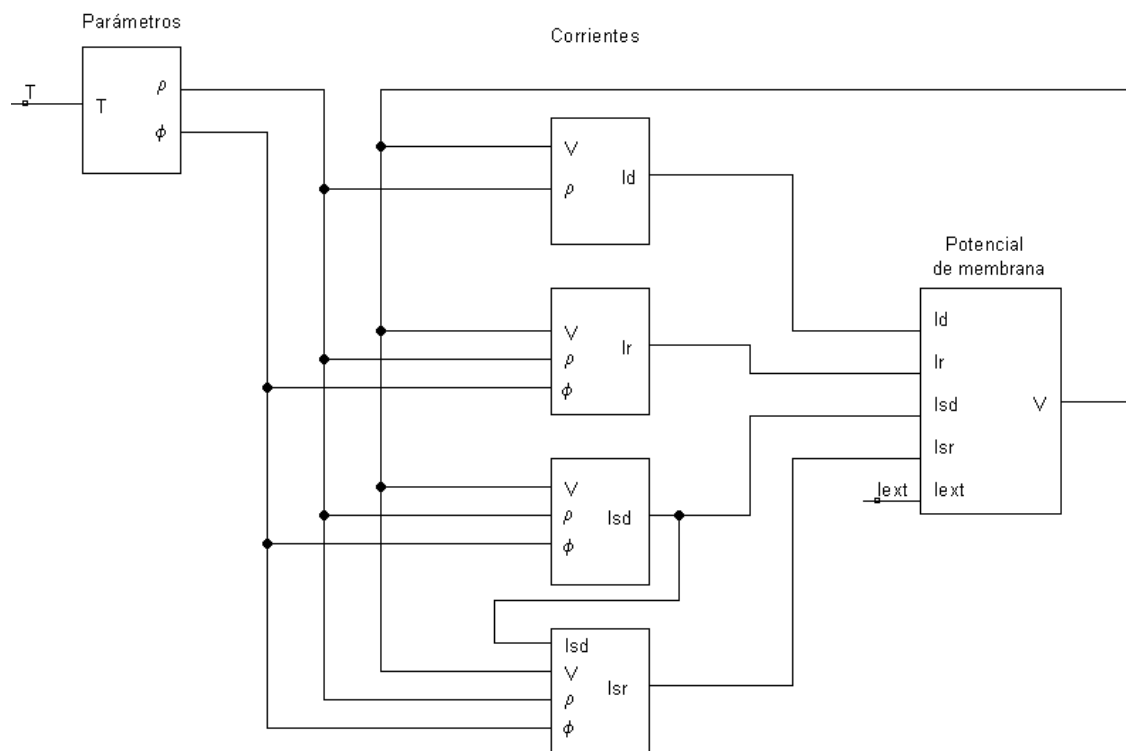 Parámetros
Corrientes
T
T
ρ
ϕ
V
ρ
Id
V
ρ
ϕ
Ir
V
ρ
ϕ
Isd
Isd
V
ρ
ϕ
Isr
Potencial
de membrana
Id
Ir
Isd
Isr
Iext
Iext
V